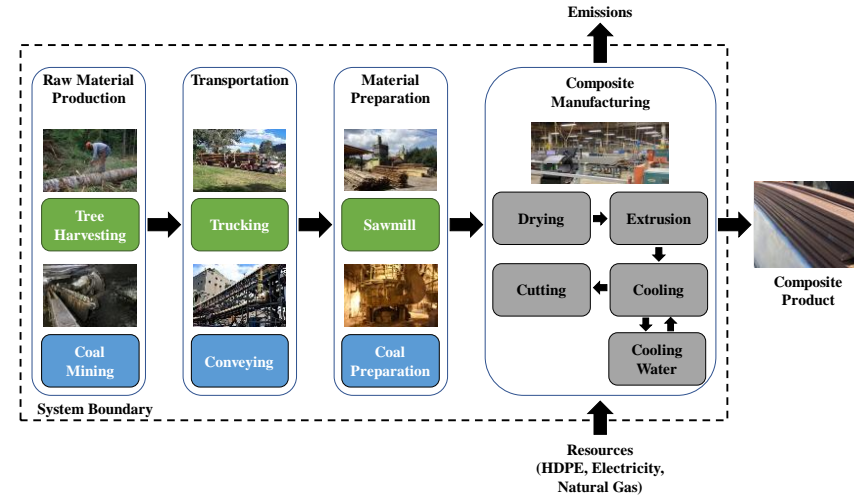 Emissions
Raw Material
Production
Transportation
Material
Preparation
Composite
Manufacturing
Tree
Harvesting
Trucking
Sawmill
Drying
Extrusion
Cutting
Cooling
Composite
Product
Coal
Mining
Conveying
Coal
Preparation
Cooling
Water
System Boundary
Resources
(HDPE, Electricity,
Natural Gas)